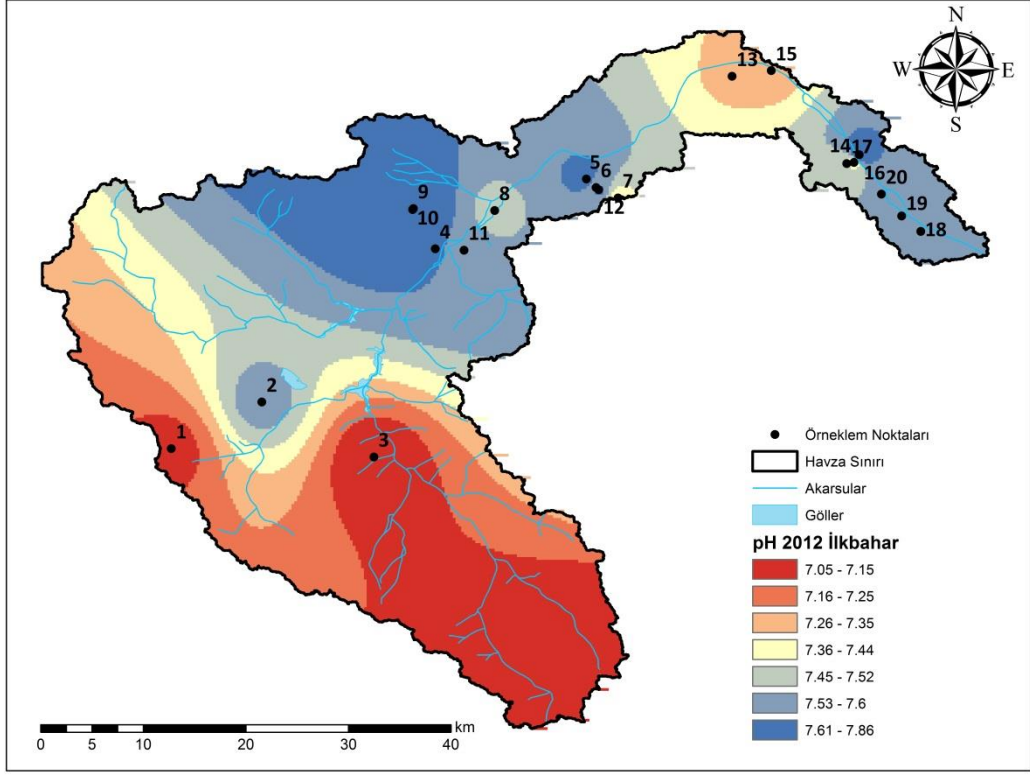 N
W E
S
13 15
14 17
16 20
19
18
5
6
7
12
8
9
10
4 11
2
1
3
Örneklem Noktaları
Havza Sınırı
Akarsular
Göller
pH 2012 İlkbahar
7.05 - 7.15
7.16 - 7.25
7.26 - 7.35
7.36 - 7.44
7.45 - 7.52
7.53 - 7.6
7.61 - 7.86
km
0 5 10 20 30 40